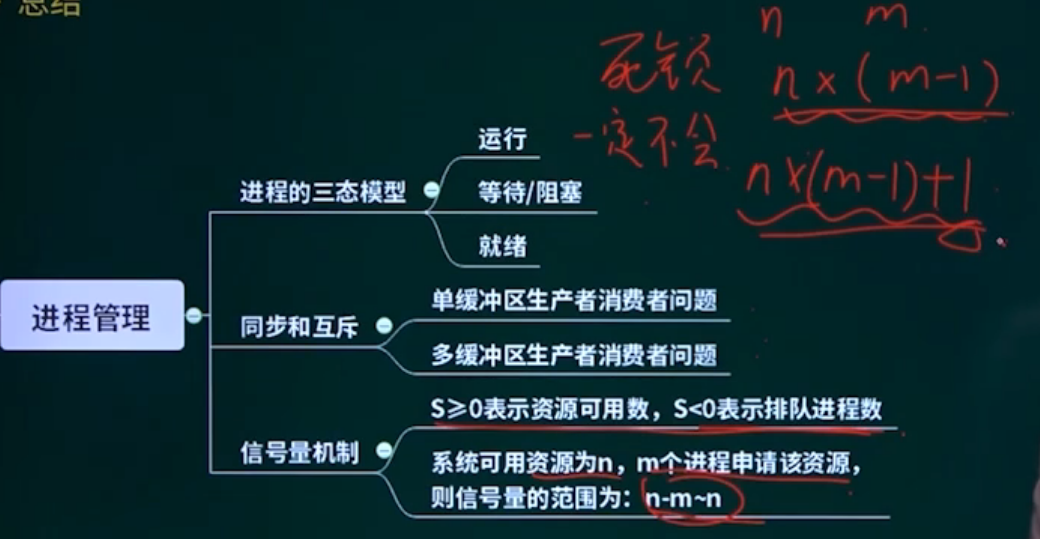 总结
n m
死锁 n×(m-1)
一定不会 n×(m-1)+1
进程管理
进程的三态模型
运行
等待/阻塞
就绪
同步和互斥
单缓冲区生产者消费者问题
多缓冲区生产者消费者问题
信号量机制
S≥0表示资源可用数，S<0表示排队进程数
系统可用资源为n，m个进程申请该资源，
则信号量的范围为：n-m~n